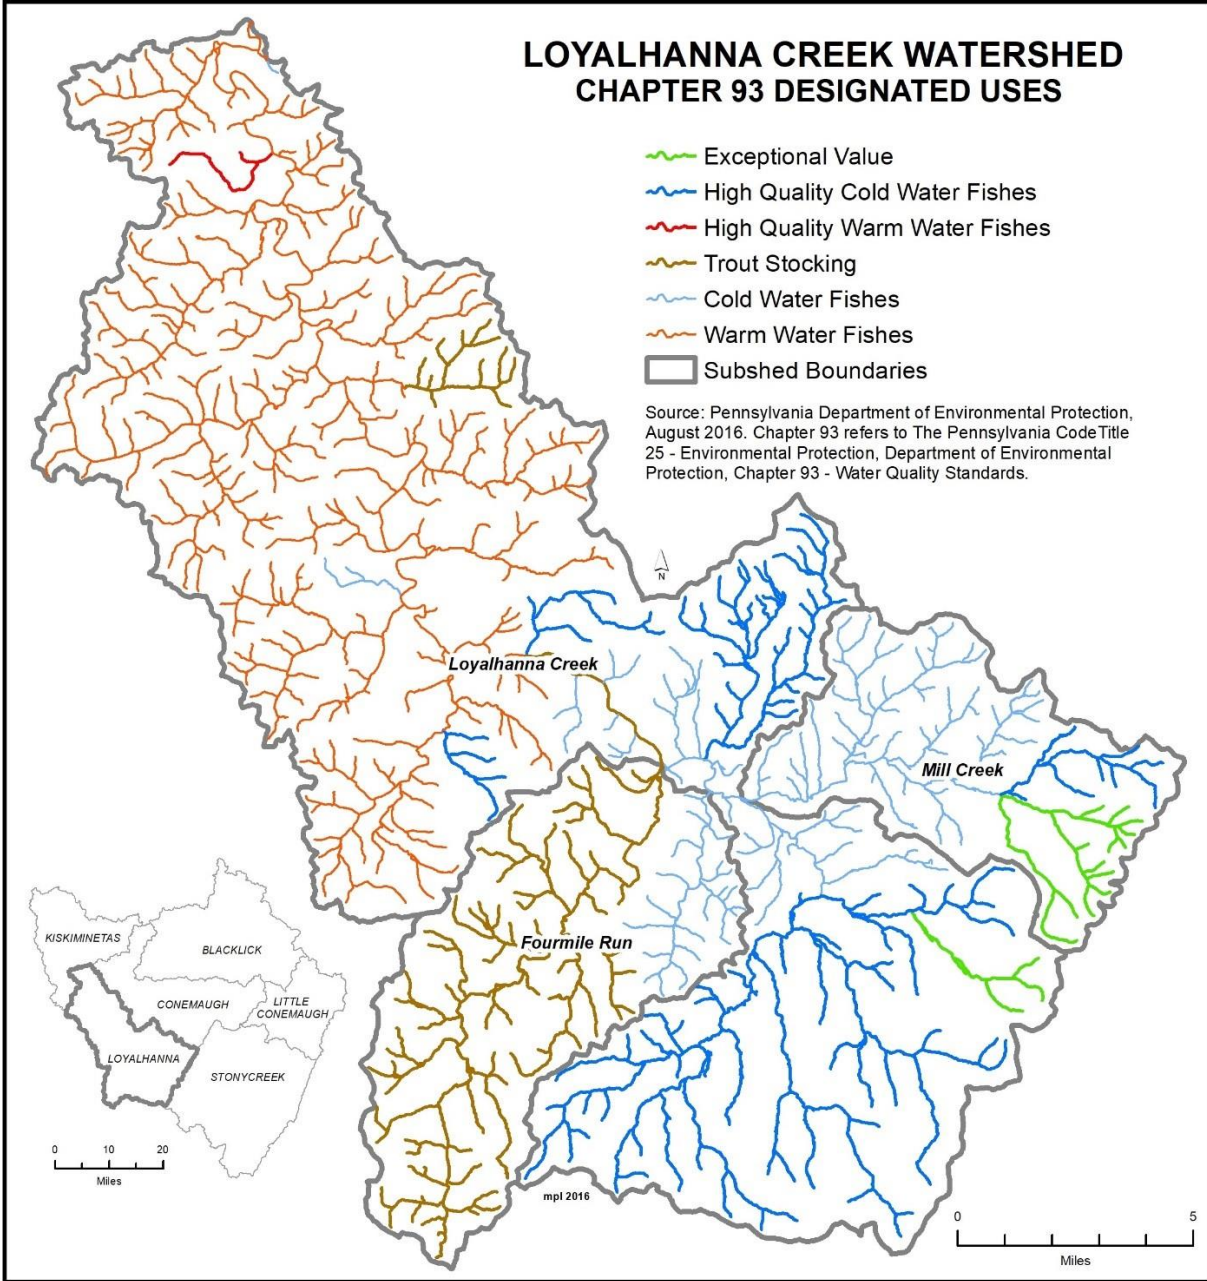 LOYALHANNA CREEK WATERSHED
CHAPTER 93 DESIGNATED USES
Exceptional Value
High Quality Cold Water Fishes
High Quality Warm Water Fishes
Trout Stocking
Cold Water Fishes
Warm Water Fishes
Subshed Boundaries
Source: Pennsylvania Department of Environmental Protection,
August 2016. Chapter 93 refers to The Pennsylvania CodeTitle
25 - Environmental Protection, Department of Environmental
Protection, Chapter 93 - Water Quality Standards.
N
Loyalhanna Creek
Mill Creek
Fourmile Run
KISKIMINETAS
BLACKLICK
CONEMAUGH
LITTLE
CONEMAUGH
LOYALHANNA
STONYCREEK
0 10 20
Miles
mpl 2016
0 5
Miles